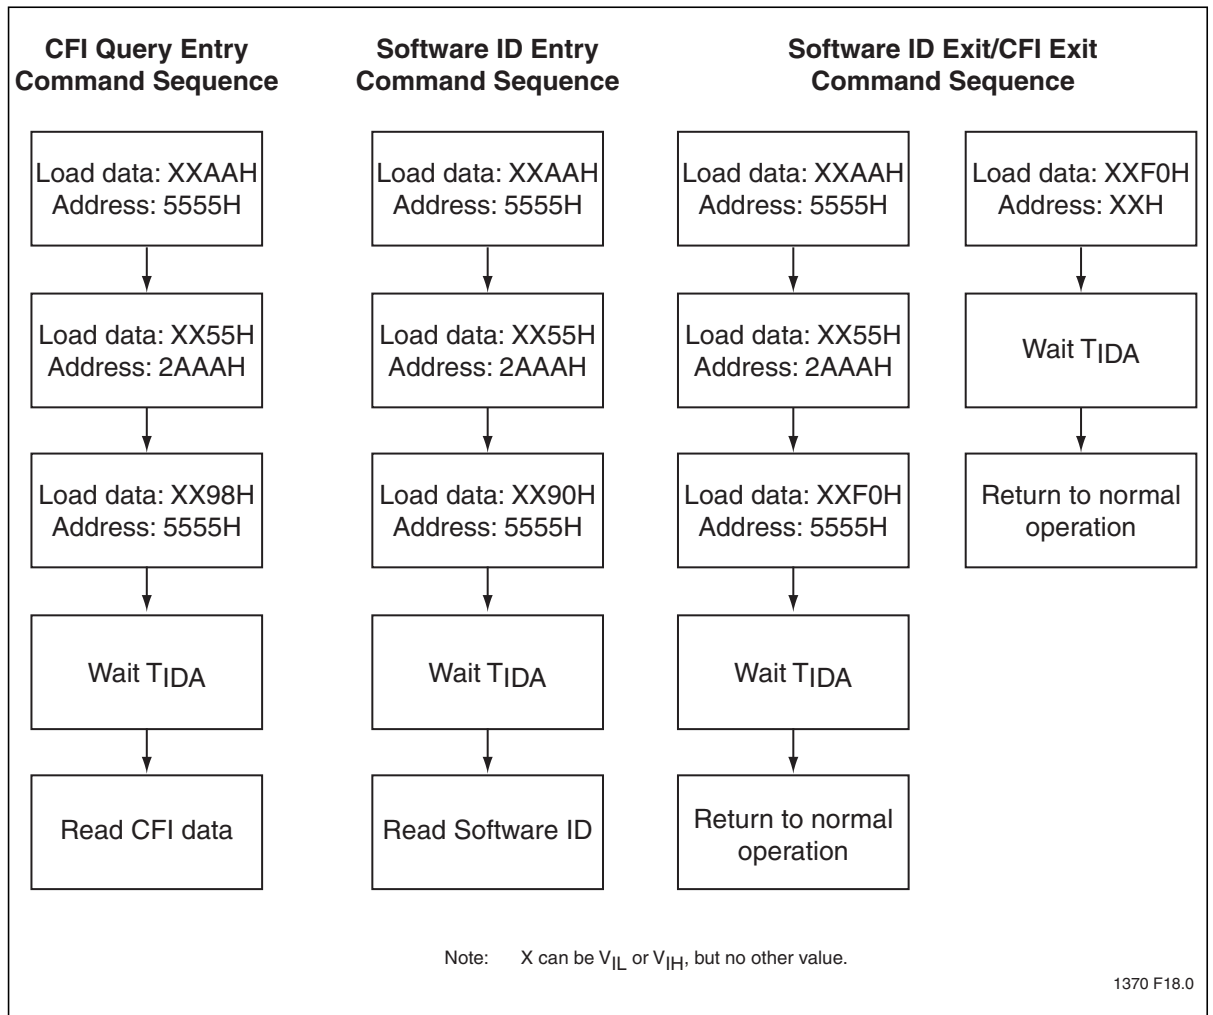 CFI Query Entry
Command Sequence
Load data: XXAAH
Address: 5555H
Load data: XX55H
Address: 2AAAH
Load data: XX98H
Address: 5555H
Wait TIDA
Read CFI data
Software ID Entry
Command Sequence
Load data: XXAAH
Address: 5555H
Load data: XX55H
Address: 2AAAH
Load data: XX90H
Address: 5555H
Wait TIDA
Read Software ID
Software ID Exit/CFI Exit
Command Sequence
Load data: XXAAH
Address: 5555H
Load data: XX55H
Address: 2AAAH
Load data: XXF0H
Address: 5555H
Wait TIDA
Return to normal
operation
Load data: XXF0H
Address: XXH
Wait TIDA
Return to normal
operation
Note: X can be VIL or VIH, but no other value.
1370 F18.0